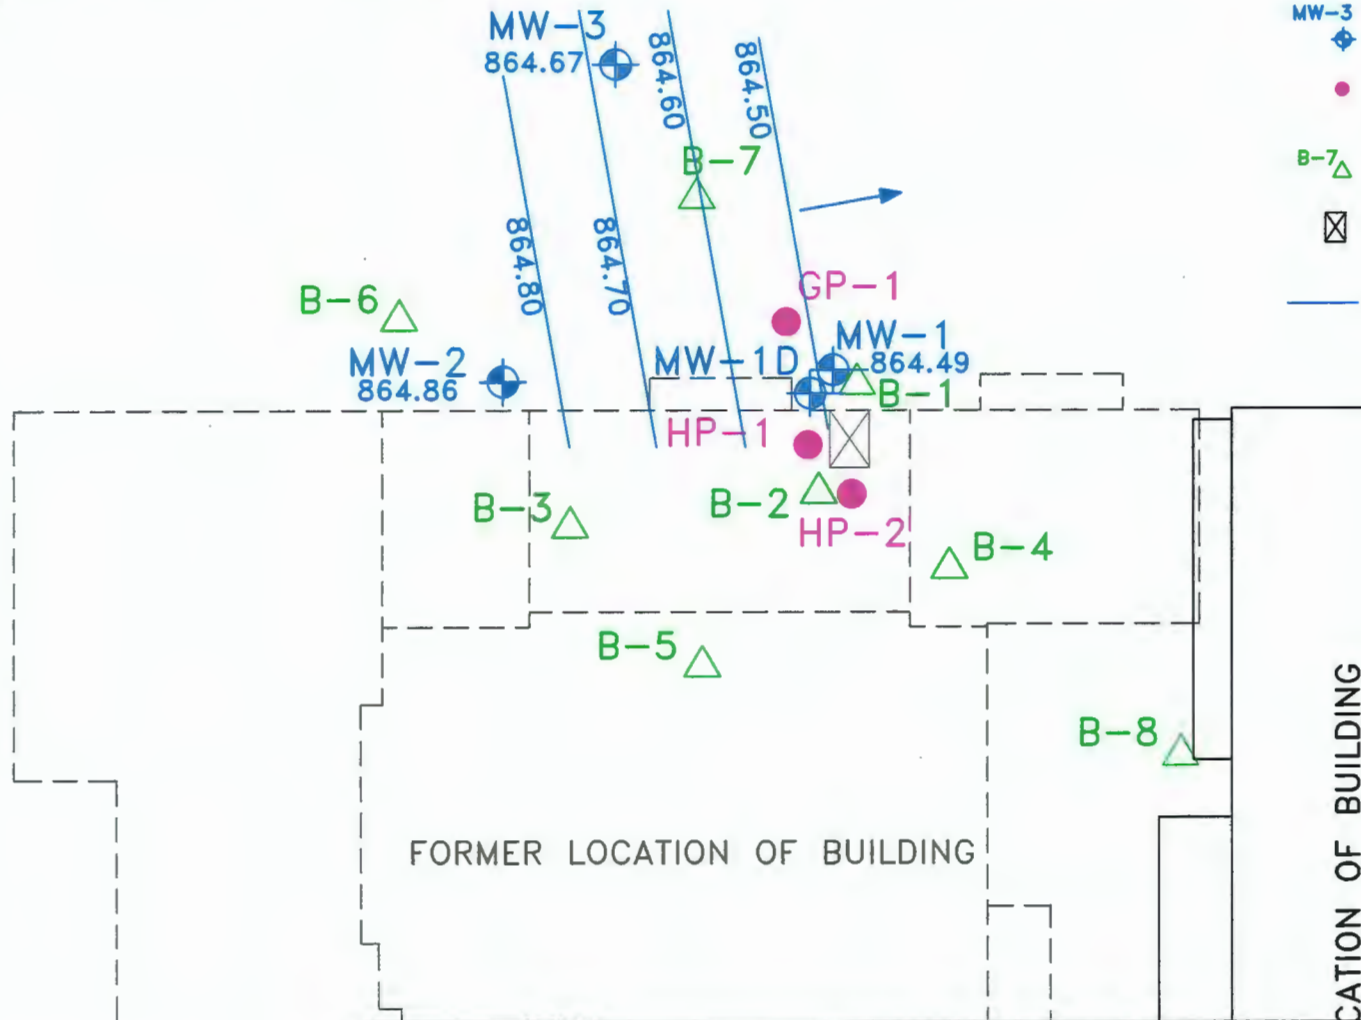 MW-3
864.67
864.60
864.50
MW-3
B-7
B-7
864.80
864.70
B-6
GP-1
MW-2
864.86
MW-1D
MW-1
864.49
B-1
HP-1
B-3
B-2
HP-2
B-4
B-5
B-8
FORMER LOCATION OF BUILDING
CATION OF BUILDING